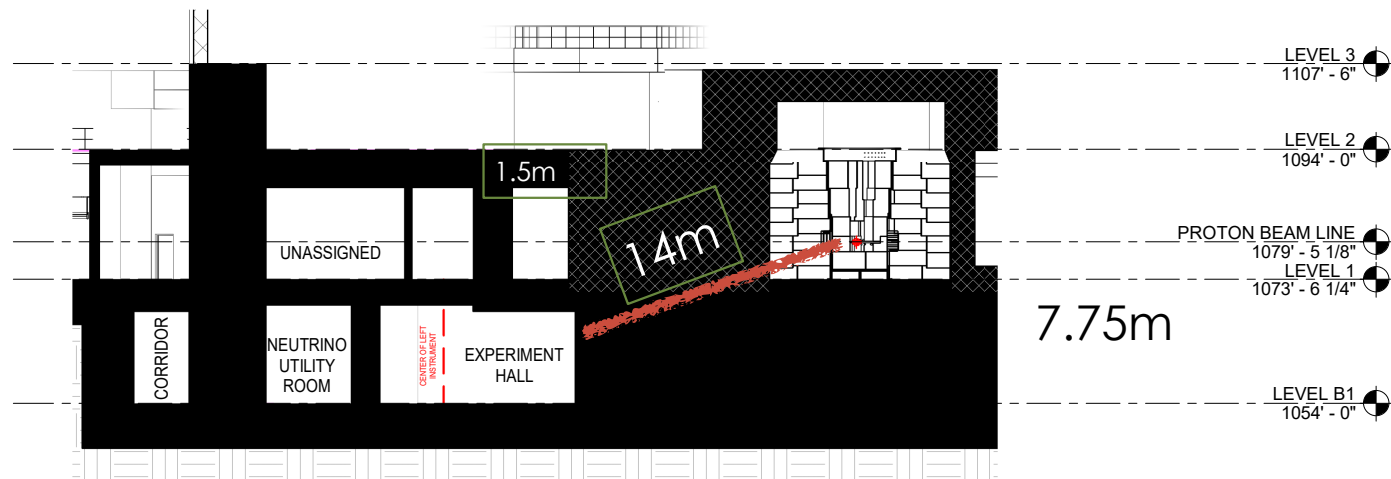 LEVEL 3
1107' - 6"
LEVEL 2
1094' - 0"
1.5m
14m
UNASSIGNED
PROTON BEAM LINE
1079' - 5 1/8"
LEVEL 1
1073' - 6 1/4"
7.75m
CORRIDOR
NEUTRINO
UTILITY
ROOM
CENTER OF LEFT
INSTRUMENT
EXPERIMENT
HALL
LEVEL B1
1054' - 0"